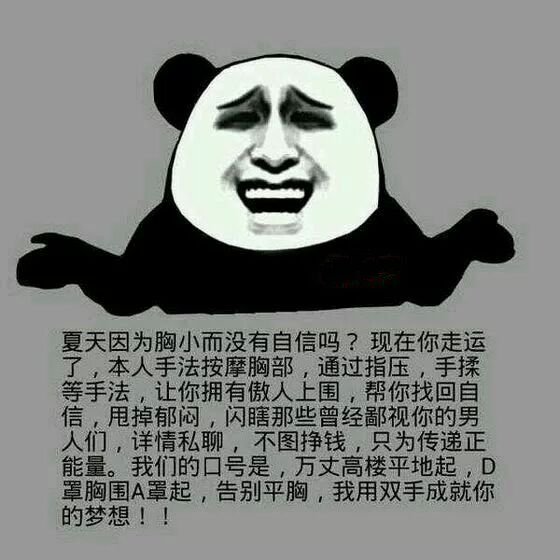 夏天因为胸小而没有自信吗？ 现在你走运
了，本人手法按摩胸部，通过指压，手揉
等手法，让你拥有傲人上围，帮你找回自
信，甩掉郁闷，闪瞎那些曾经鄙视你的男
人们，详情私聊， 不图挣钱，只为传递正
能量。我们的口号是，万丈高楼平地起，D
罩胸围A罩起，告别平胸，我用双手成就你
的梦想！！